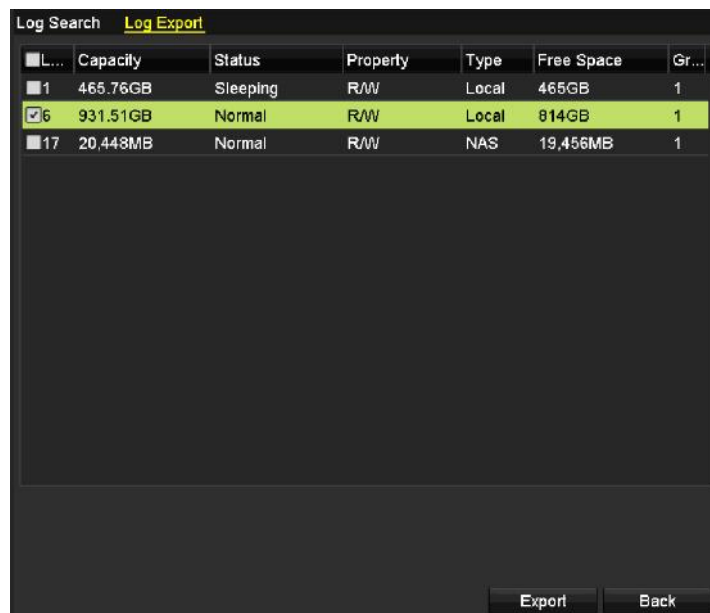 Log Search Log Export
L... Capacity Status Property Type Free Space Gr...
1 465.76GB Sleeping R/W Local 465GB 1
6 931.51GB Normal R/W Local 814GB 1
17 20,448MB Normal R/W NAS 19,456MB 1
Export Back